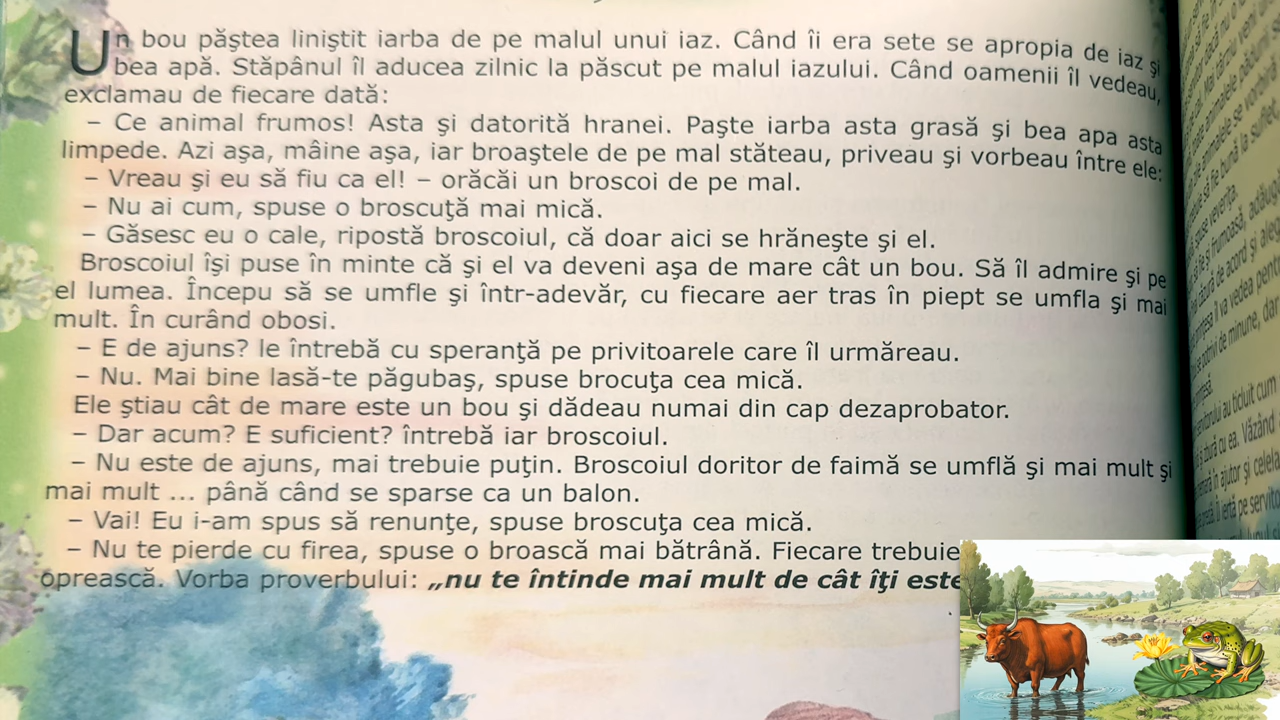 Un bou păştea liniştit iarba de pe malul unui iaz. Când îi era sete se apropia de iaz şi
bea apă. Stăpânul îl aducea zilnic la păscut pe malul iazului. Când oamenii îl vedeau,
exclamau de fiecare dată:
– Ce animal frumos! Asta şi datorită hranei. Paşte iarba asta grasă şi bea apa asta
limpede. Azi aşa, mâine aşa, iar broaştele de pe mal stăteau, priveau şi vorbeau între ele:
– Vreau şi eu să fiu ca el! – orăcăi un broscoi de pe mal.
– Nu ai cum, spuse o broscuţă mai mică.
– Găsesc eu o cale, ripostă broscoiul, că doar aici se hrăneşte şi el.
Broscoiul îşi puse în minte că şi el va deveni aşa de mare cât un bou. Să îl admire şi pe
el lumea. Începu să se umfle şi într-adevăr, cu fiecare aer tras în piept se umfla şi mai
mult. În curând obosi.
– E de ajuns? le întrebă cu speranţă pe privitoarele care îl urmăreau.
– Nu. Mai bine lasă-te păgubaş, spuse brocuţa cea mică.
Ele ştiau cât de mare este un bou şi dădeau numai din cap dezaprobator.
– Dar acum? E suficient? întrebă iar broscoiul.
– Nu este de ajuns, mai trebuie puţin. Broscoiul doritor de faimă se umflă şi mai mult şi
mai mult ... până când se sparse ca un balon.
– Vai! Eu i-am spus să renunţe, spuse broscuţa cea mică.
– Nu te pierde cu firea, spuse o broască mai bătrână. Fiecare trebuie
oprească. Vorba proverbului: „nu te întinde mai mult de cât îţi este